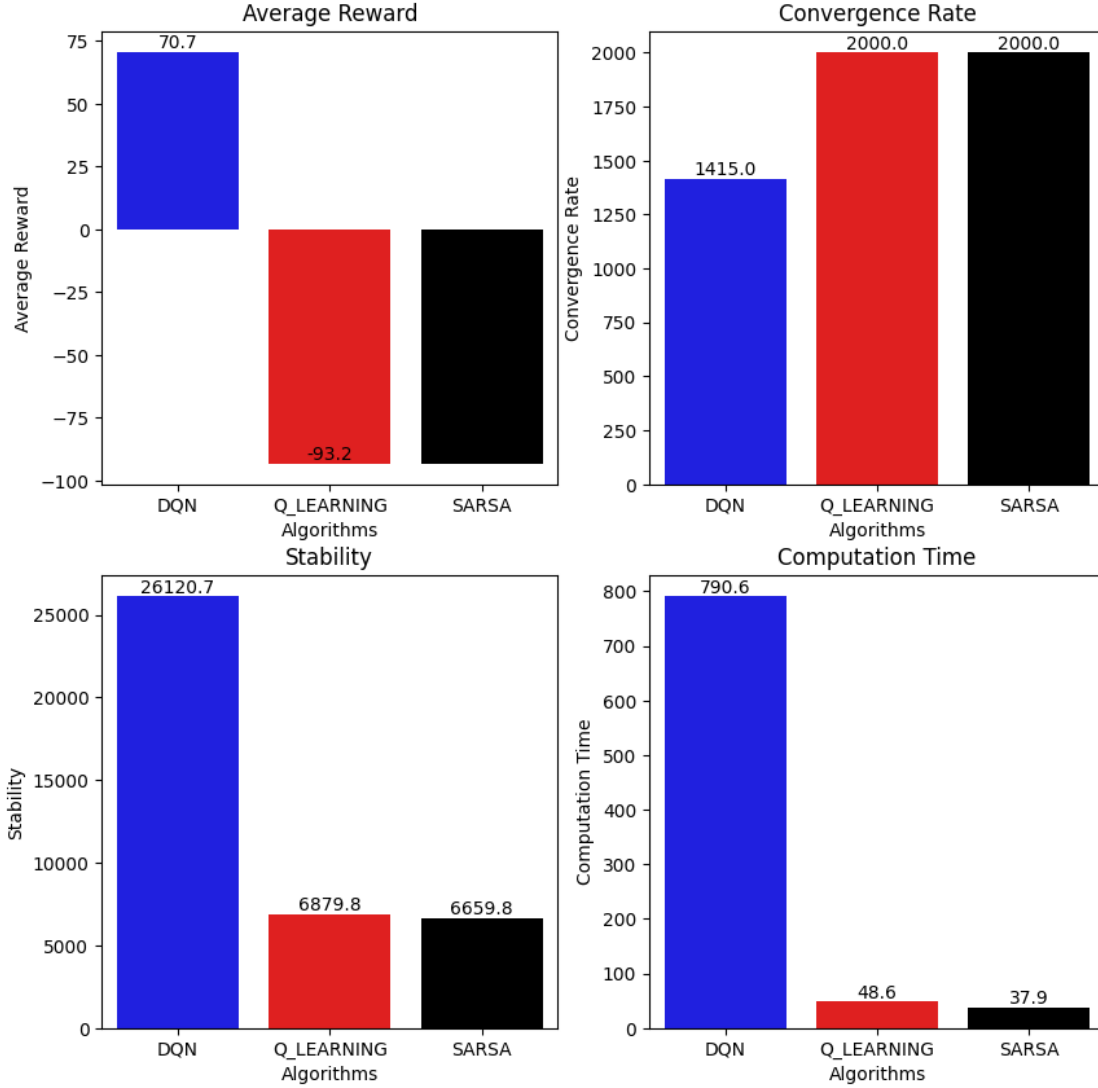 Average Reward
75
50
25
0
−25
−50
−75
−100
Average Reward
70.7
-93.2
DQN
Q_LEARNING
SARSA
Algorithms
Convergence Rate
2000
1750
1500
1250
1000
750
500
250
0
Convergence Rate
1415.0
2000.0
2000.0
DQN
Q_LEARNING
SARSA
Algorithms
Stability
25000
20000
15000
10000
5000
0
Stability
26120.7
6879.8
6659.8
DQN
Q_LEARNING
SARSA
Algorithms
Computation Time
800
700
600
500
400
300
200
100
0
Computation Time
790.6
48.6
37.9
DQN
Q_LEARNING
SARSA
Algorithms